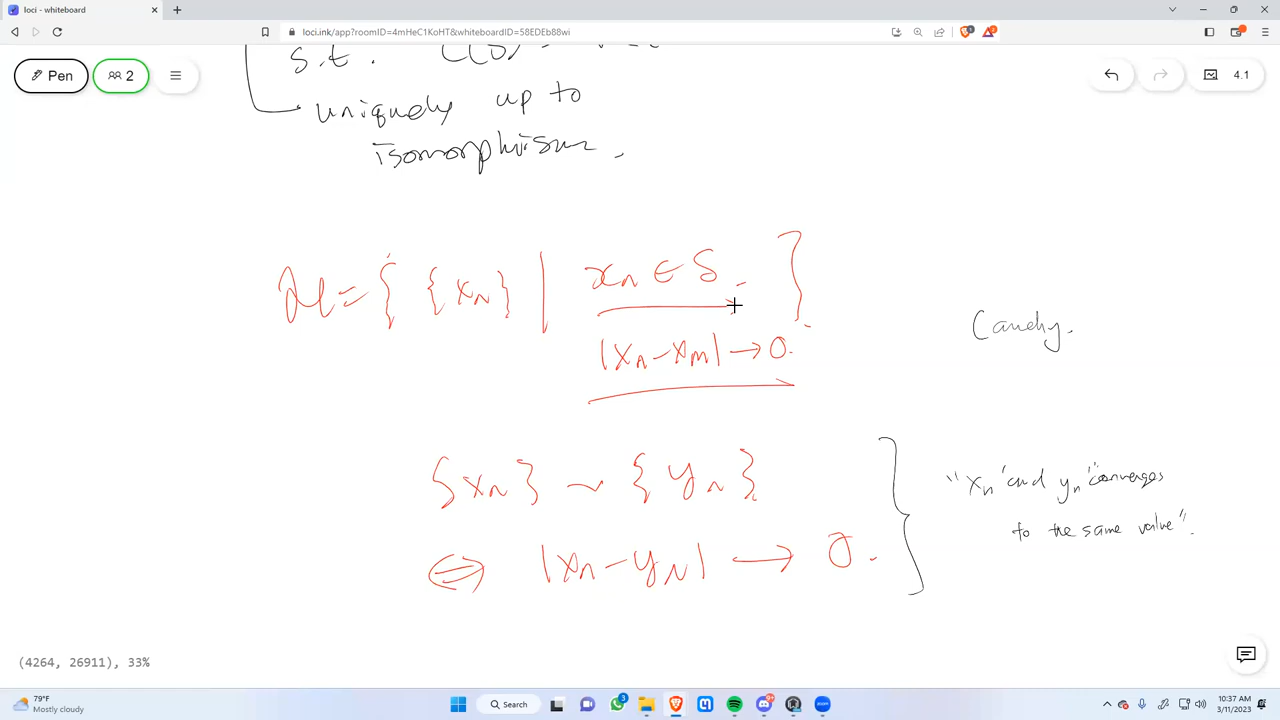 loci - whiteboard
loci.ink/app?roomID=4mHeC1KoHT&whiteboardID=58EDEb88wi
Pen
2
4.1
s.t.
uniquely up to
isomorphism.
M = { {xn} | xn ∈ S.
|xn - xm| → 0. }
Cauchy.
{xn} ~ {yn}
⇔ |xn - yn| → 0.
"xn and yn" converges
to the same value".
(4264, 26911), 33%
79°F
Mostly cloudy
Search
3
10:37 AM
3/11/2023